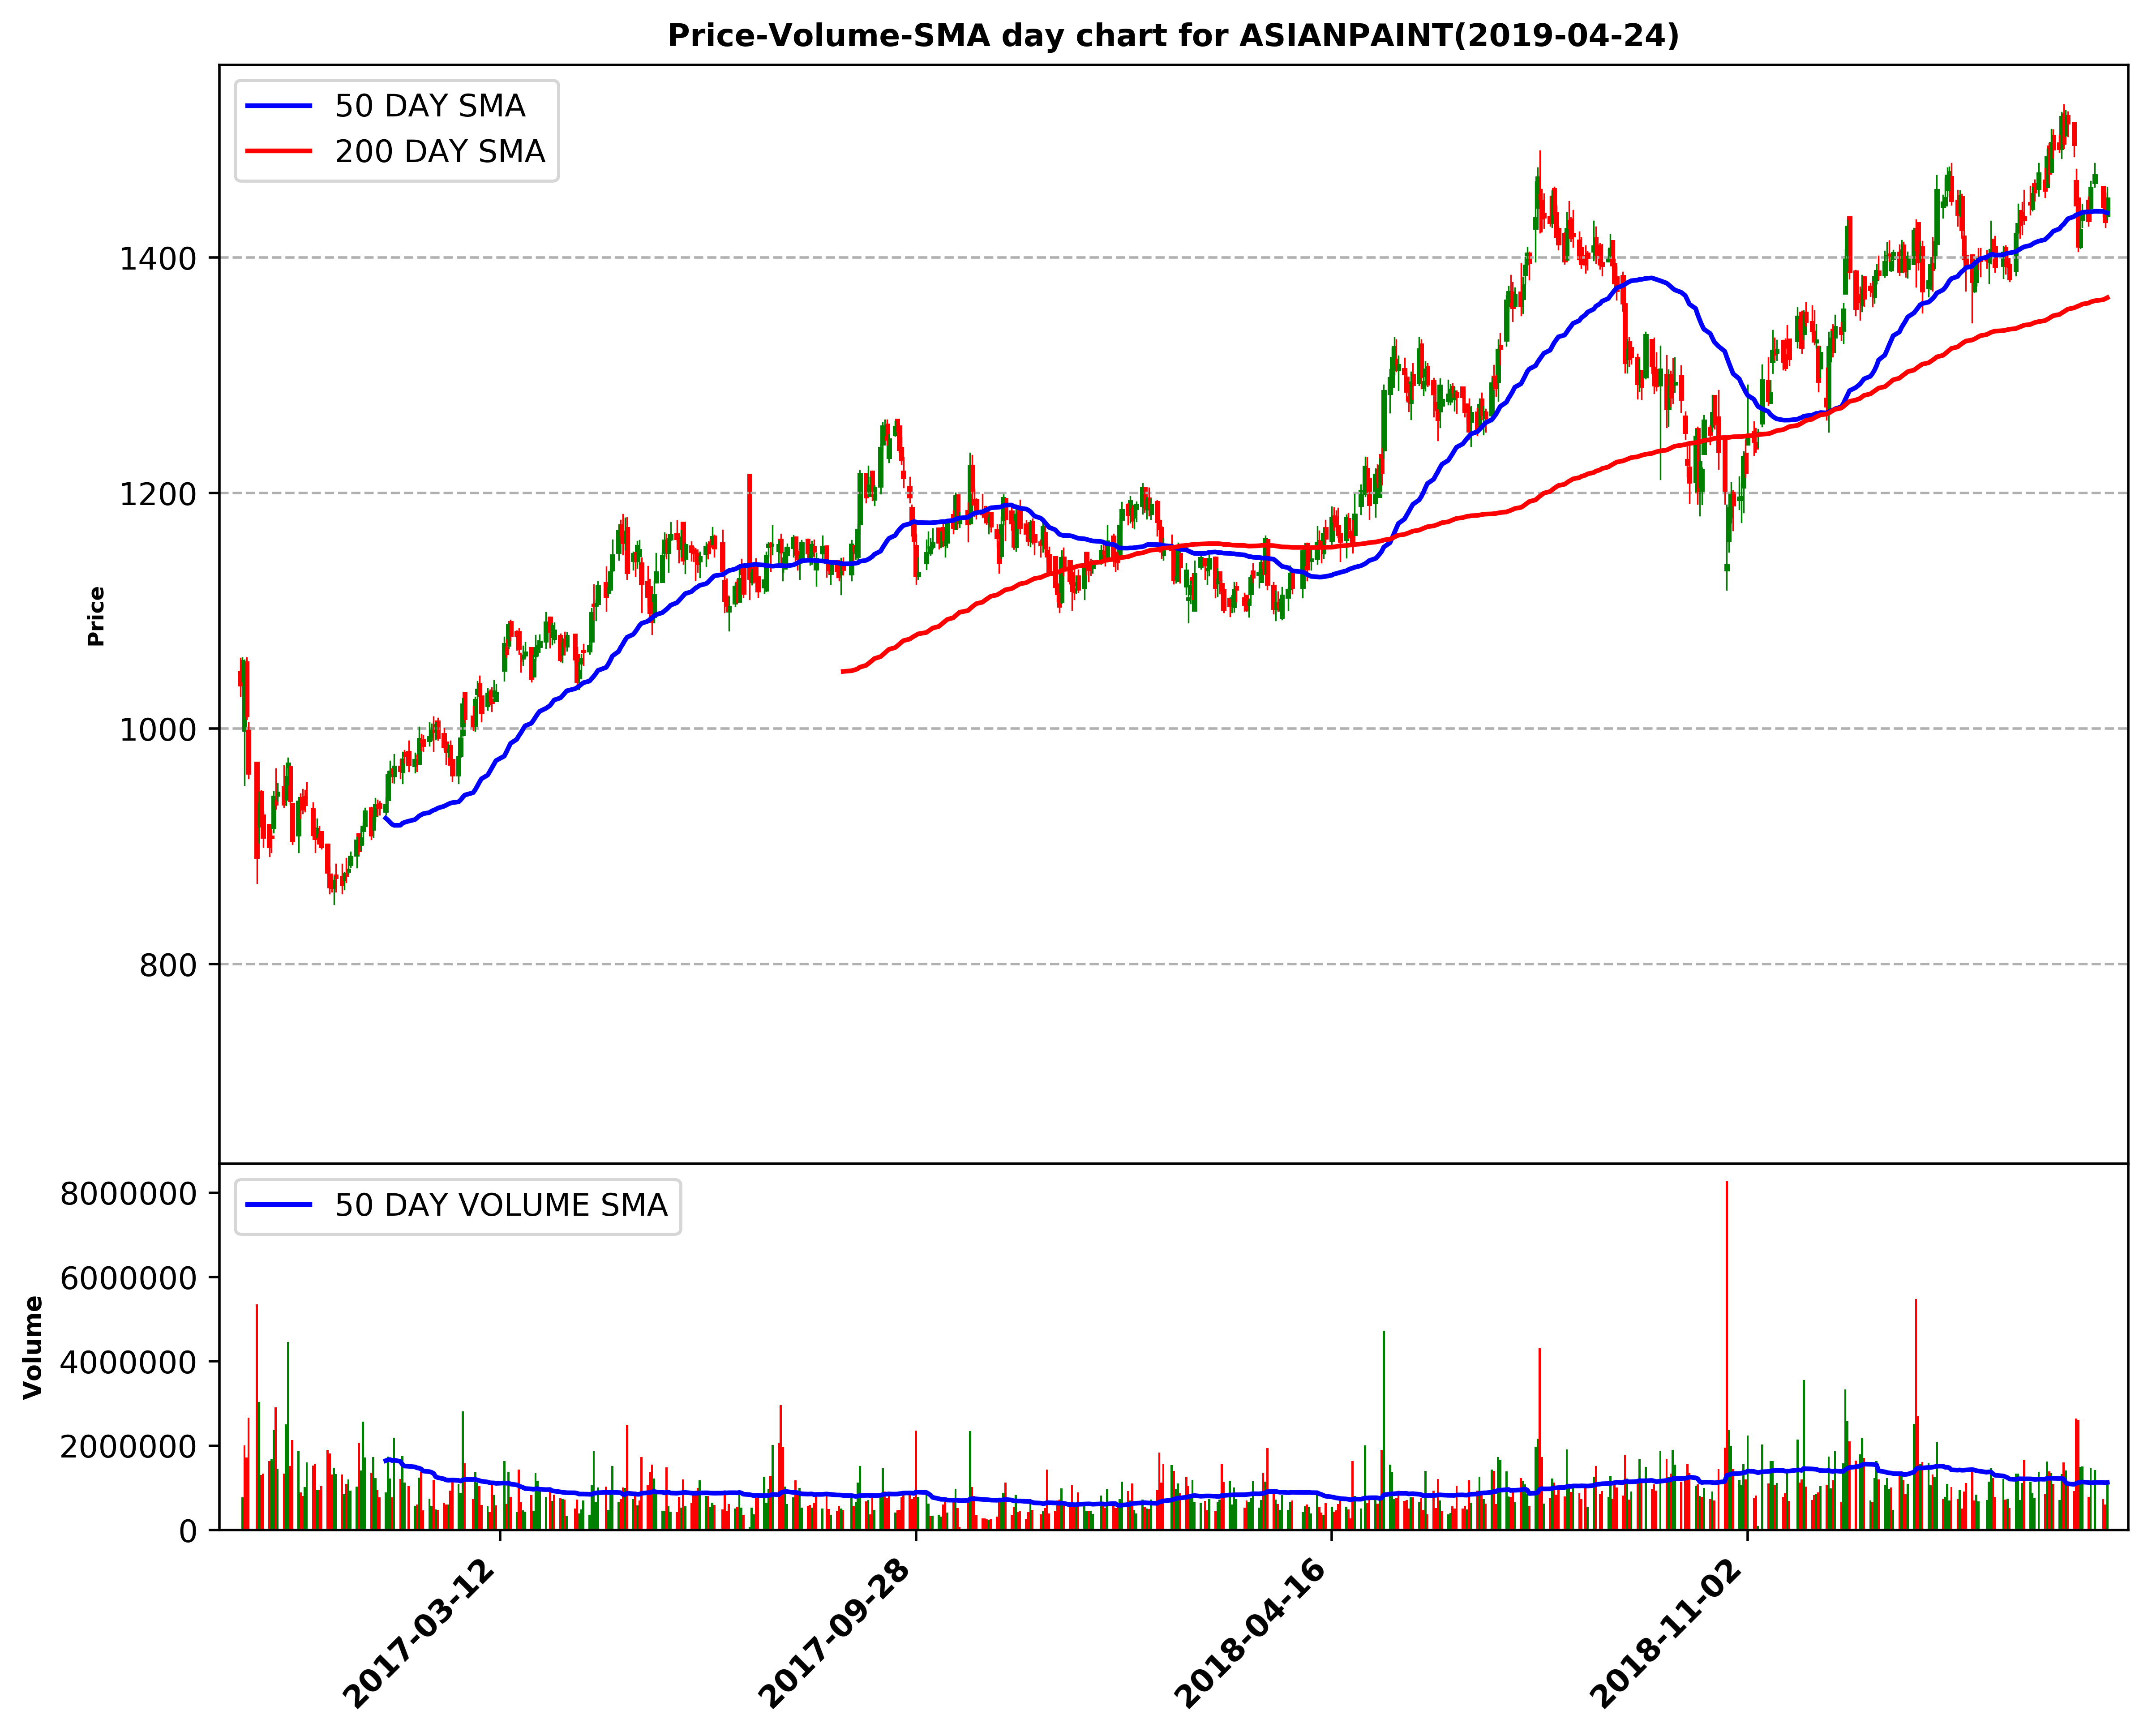 Price-Volume-SMA day chart for ASIANPAINT(2019-04-24)
50 DAY SMA
200 DAY SMA
1400
1200
1000
800
Price
50 DAY VOLUME SMA
8000000
6000000
4000000
2000000
0
Volume
2017-03-12
2017-09-28
2018-04-16
2018-11-02